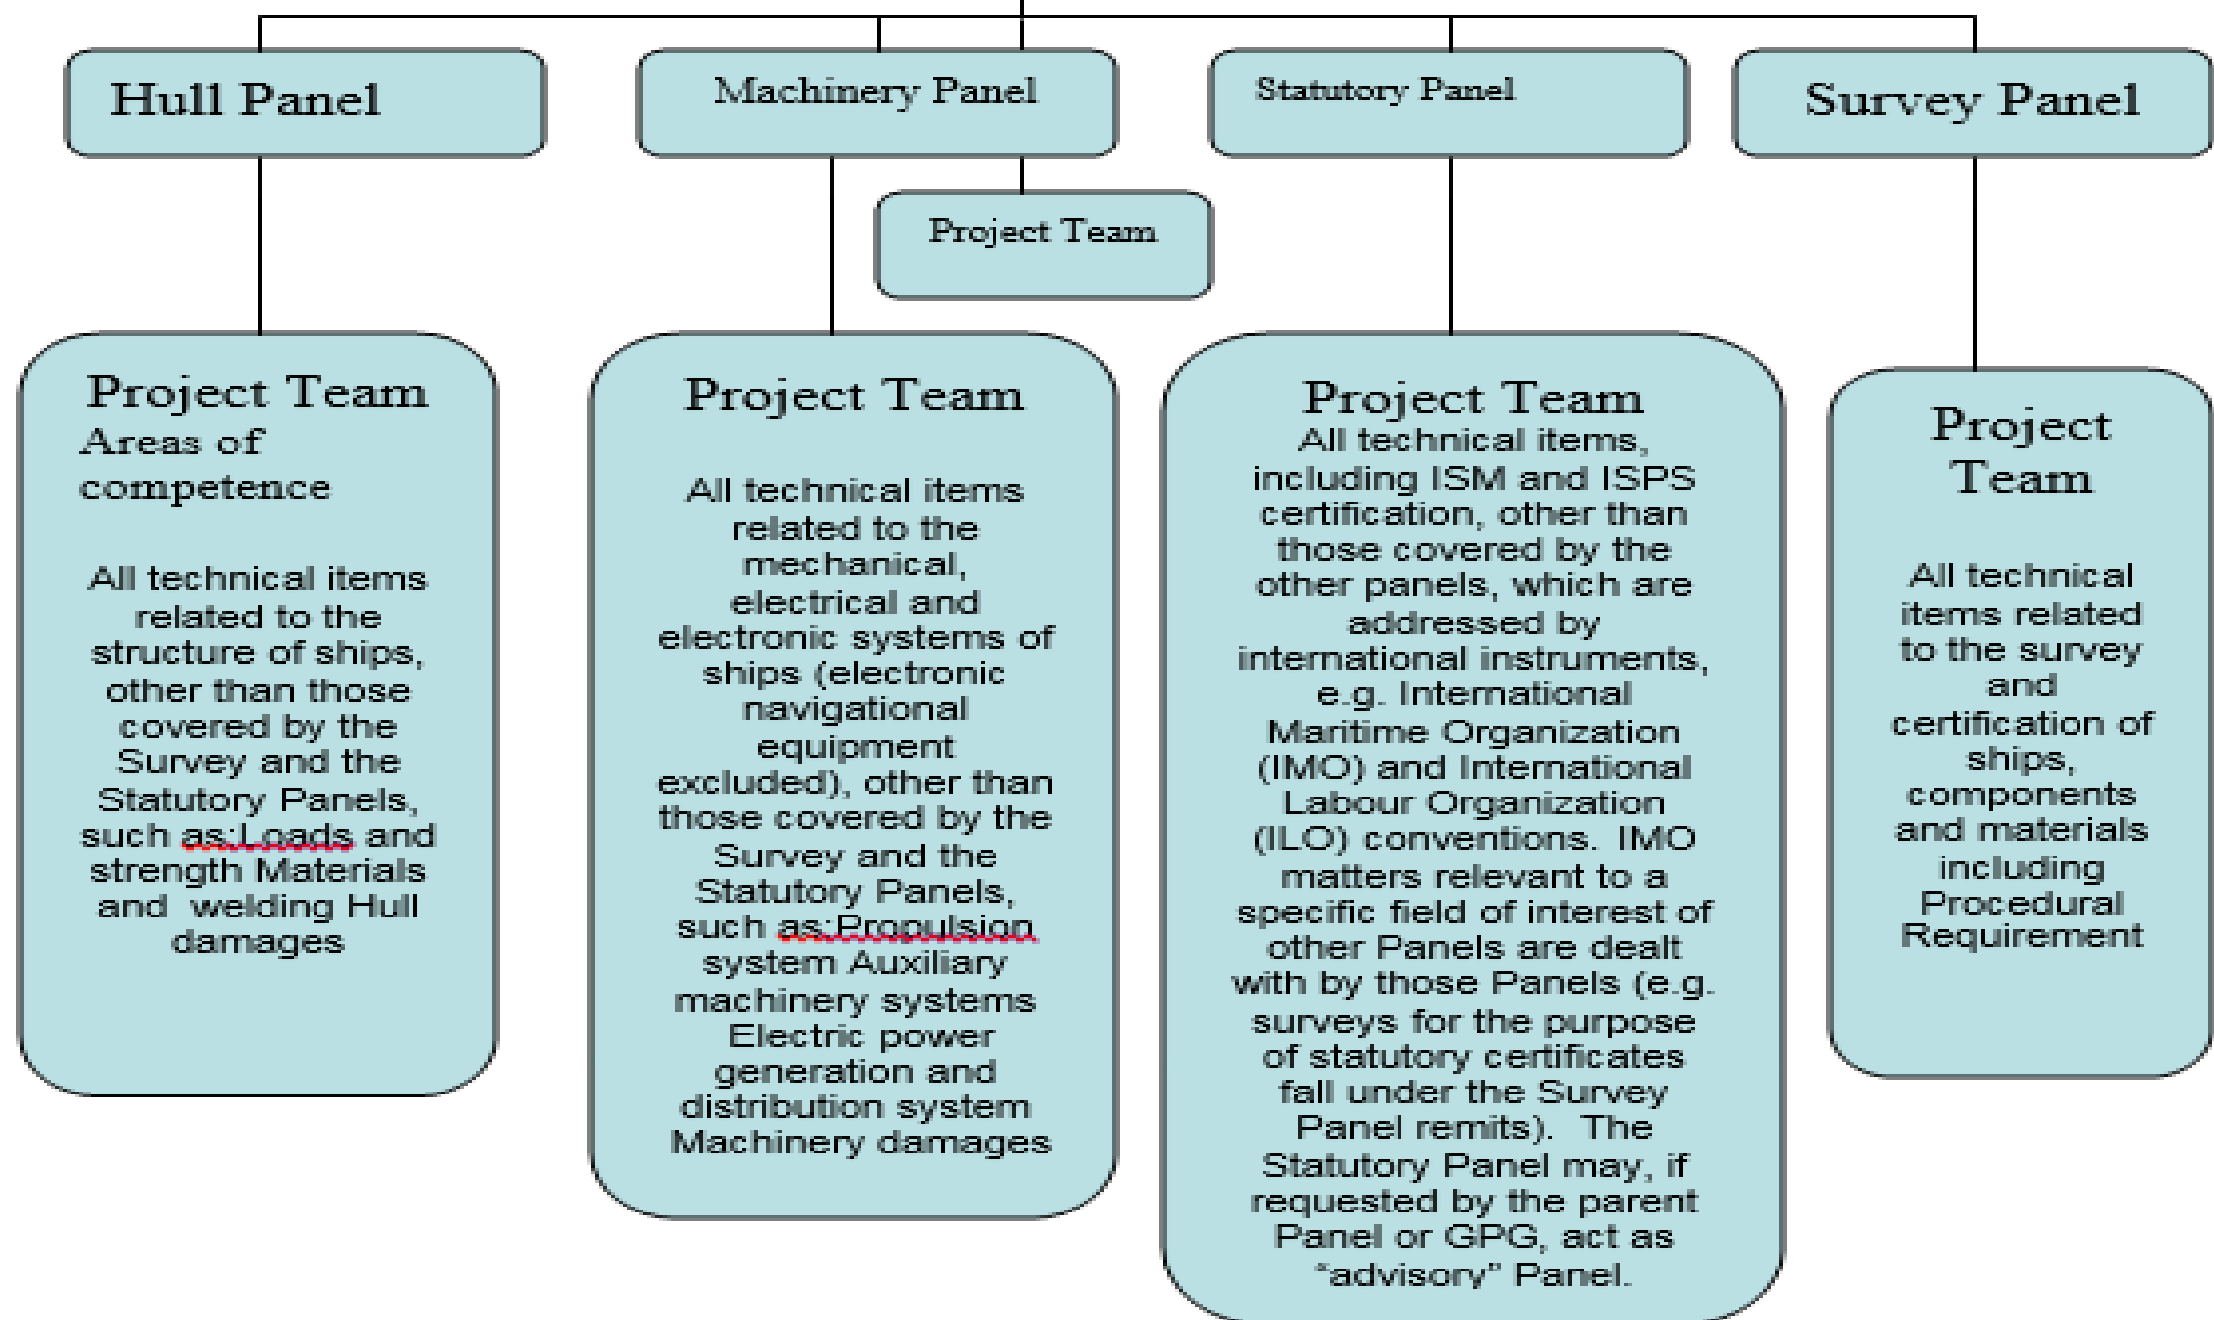 Hull Panel
Machinery Panel
Statutory Panel
Survey Panel
Project Team
Project Team
Areas of
competence
All technical items
related to the
structure of ships,
other than those
covered by the
Survey and the
Statutory Panels,
such as:Loads and
strength Materials
and  welding Hull
damages
Project Team
All technical items
related to the
mechanical,
electrical and
electronic systems of
ships (electronic
navigational
equipment
excluded), other than
those covered by the
Survey and the
Statutory Panels,
such as:Propulsion
system Auxiliary
machinery systems
Electric power
generation and
distribution system
Machinery damages
Project Team
All technical items,
including ISM and ISPS
certification, other than
those covered by the
other panels, which are
addressed by
international instruments,
e.g. International
Maritime Organization
(IMO) and International
Labour Organization
(ILO) conventions.  IMO
matters relevant to a
specific field of interest of
other Panels are dealt
with by those Panels (e.g.
surveys for the purpose
of statutory certificates
fall under the Survey
Panel remits).  The
Statutory Panel may, if
requested by the parent
Panel or GPG, act as
“advisory” Panel.
Project
Team
All technical
items related
to the survey
and
certification of
ships,
components
and materials
including
Procedural
Requirement